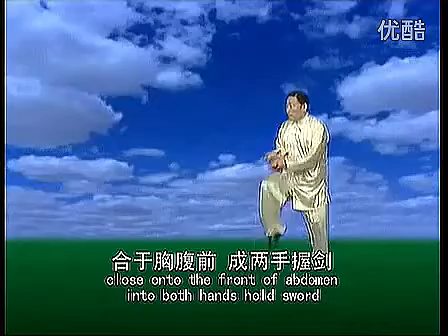 优酷
合于胸腹前 成两手握剑
close onto the front of abdomen
into both hands hold sword